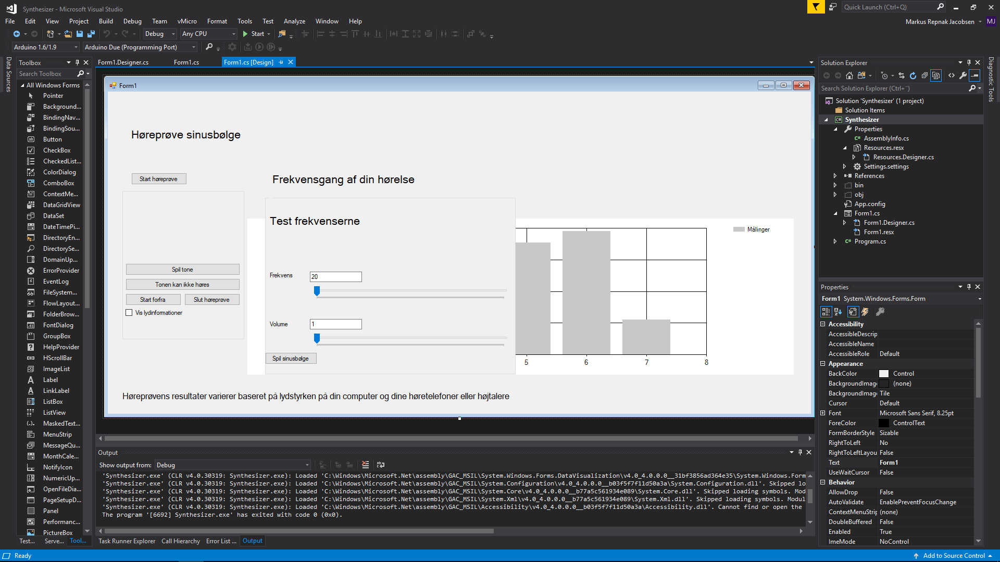 Synthesizer - Microsoft Visual Studio
Quick Launch (Ctrl+Q)
File Edit View Project Build Debug Team vMicro Format Tools Test Analyze Window Help
Markus Repnak Jacobsen MJ
Debug Any CPU Start
Arduino 1.6/1.9 Arduino Due (Programming Port)
Data Sources
Toolbox
Search Toolbox
All Windows Forms
Pointer
Background...
BindingNav...
BindingSou...
Button
CheckBox
CheckedList...
ColorDialog
ComboBox
ContextMe...
DataGridView
DataSet
DateTimePi...
DirectoryEn...
DirectorySe...
DomainUp...
ErrorProvider
EventLog
FileSystem...
FlowLayout...
FolderBrow...
FontDialog
GroupBox
HelpProvider
HScrollBar
ImageList
Label
LinkLabel
ListBox
ListView
MaskedText...
MenuStrip
MessageQu...
MonthCale...
NotifyIcon
NumericUp...
OpenFileDia...
PageSetupD...
Panel
Performanc...
PictureBox
Test... Serve... Tool...
Form1.Designer.cs Form1.cs Form1.cs [Design]
Form1
Høreprøve sinusbølge
Start høreprøve
Frekvensgang af din hørelse
Test frekvenserne
Frekvens 20
Volume 1
Spil sinusbølge
Spil tone
Tonen kan ikke høres
Start forfra Slut høreprøve
Vis lydinformationer
Målinger
5 6 7 8
Høreprøvens resultater varierer baseret på lydstyrken på din computer og dine høretelefoner eller højtalere
Output
Show output from: Debug
'Synthesizer.exe' (CLR v4.0.30319: Synthesizer.exe): Loaded 'C:\Windows\Microsoft.Net\assembly\GAC_MSIL\System.Windows.Forms.DataVisualization\v4.0_4.0.0.0__31bf3856ad364e35\System.Windows.Form
'Synthesizer.exe' (CLR v4.0.30319: Synthesizer.exe): Loaded 'C:\Windows\Microsoft.Net\assembly\GAC_MSIL\System.Configuration\v4.0_4.0.0.0__b03f5f7f11d50a3a\System.Configuration.dll'. Skipped lo
'Synthesizer.exe' (CLR v4.0.30319: Synthesizer.exe): Loaded 'C:\Windows\Microsoft.Net\assembly\GAC_MSIL\System.Core\v4.0_4.0.0.0__b77a5c561934e089\System.Core.dll'. Skipped loading symbols. Mod
'Synthesizer.exe' (CLR v4.0.30319: Synthesizer.exe): Loaded 'C:\Windows\Microsoft.Net\assembly\GAC_MSIL\System.Xml\v4.0_4.0.0.0__b77a5c561934e089\System.Xml.dll'. Skipped loading symbols. Modul
'Synthesizer.exe' (CLR v4.0.30319: Synthesizer.exe): Loaded 'C:\Windows\Microsoft.Net\assembly\GAC_MSIL\Accessibility\v4.0_4.0.0.0__b03f5f7f11d50a3a\Accessibility.dll'. Cannot find or open the
The program '[6692] Synthesizer.exe' has exited with code 0 (0x0).
Task Runner Explorer Call Hierarchy Error List ... Output
Solution Explorer
Search Solution Explorer (Ctrl+¨)
Solution 'Synthesizer' (1 project)
Solution Items
Synthesizer
Properties
AssemblyInfo.cs
Resources.resx
Resources.Designer.cs
Settings.settings
References
bin
obj
App.config
Form1.cs
Form1.Designer.cs
Form1.resx
Program.cs
Properties
Form1 System.Windows.Forms.Form
Accessibility
AccessibleDescrip
AccessibleName
AccessibleRole Default
Appearance
BackColor Control
BackgroundImage (none)
BackgroundImage Tile
Cursor Default
Font Microsoft Sans Serif, 8.25pt
ForeColor ControlText
FormBorderStyle Sizable
RightToLeft No
RightToLeftLayou False
Text Form1
UseWaitCursor False
Behavior
AllowDrop False
AutoValidate EnablePreventFocusChange
ContextMenuStrip (none)
DoubleBuffered False
Enabled True
ImeMode NoControl
Diagnostic Tools
Ready
Add to Source Control